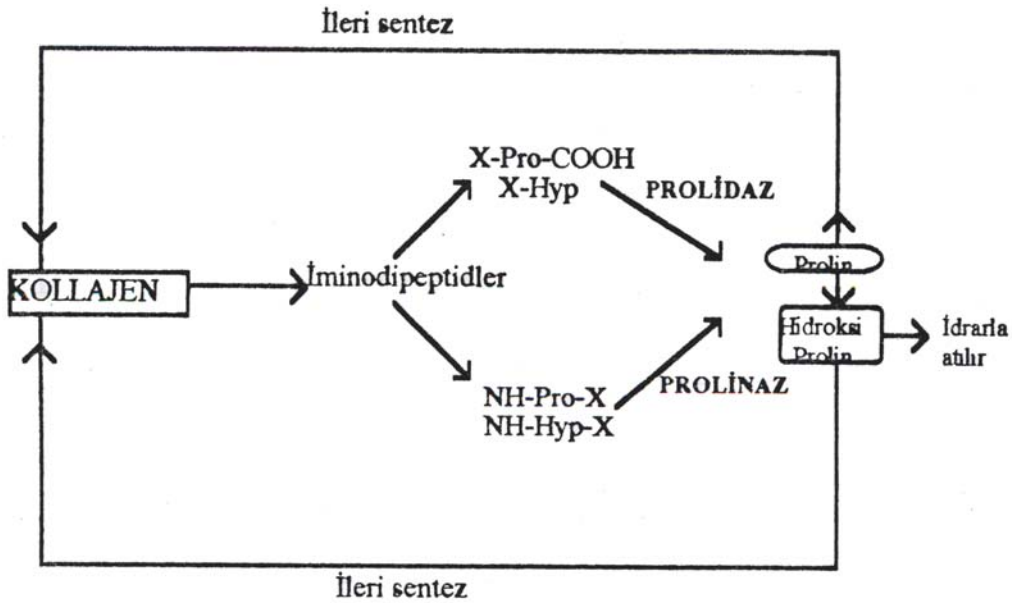 İleri sentez
X-Pro-COOH
X-Hyp
PROLİDAZ
Prolin
KOLLAJEN
İminodipeptidler
Hidroksi
Prolin
İdrarla
atılır
NH-Pro-X
NH-Hyp-X
PROLİNAZ
İleri sentez